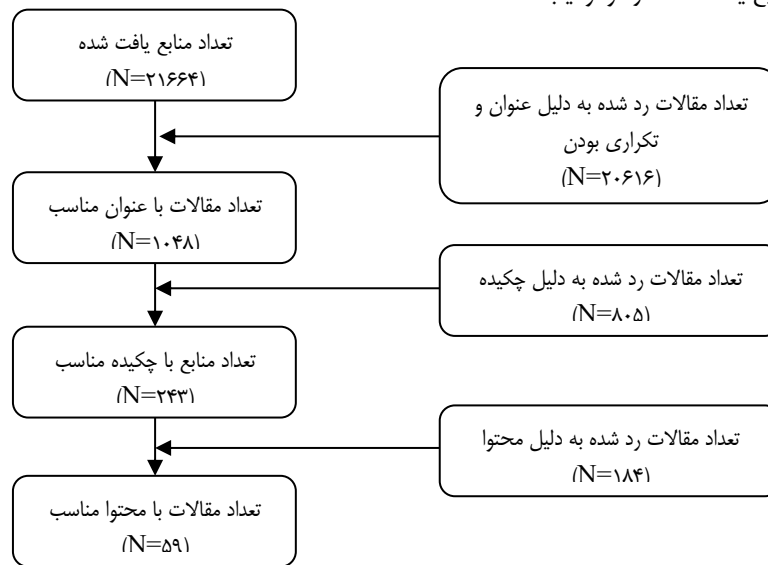 تعداد منابع یافت شده
(N=۲۱۶۶۴)
تعداد مقالات رد شده به دلیل عنوان و
تکراری بودن
(N=۲۰۶۱۶)
تعداد مقالات با عنوان مناسب
(N=۱۰۴۸)
تعداد مقالات رد شده به دلیل چکیده
(N=۸۰۵)
تعداد منابع با چکیده مناسب
(N=۲۴۳)
تعداد مقالات رد شده به دلیل محتوا
(N=۱۸۴)
تعداد مقالات با محتوا مناسب
(N=۵۹)